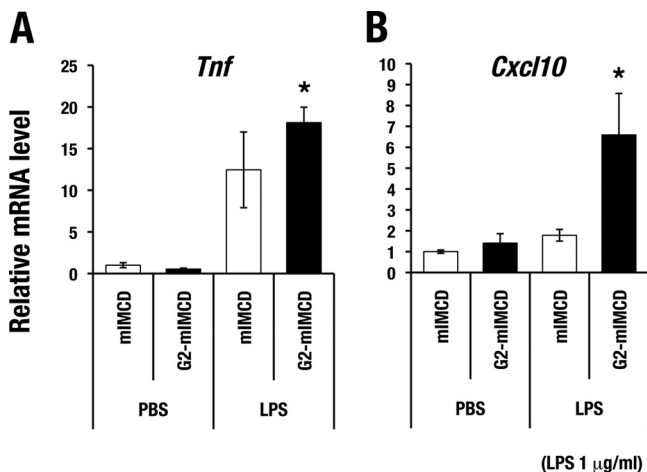 A
Tnf
Relative mRNA level
25
20
15
10
5
0
*
mIMCD
G2-mIMCD
mIMCD
G2-mIMCD
PBS
LPS
B
Cxcl10
10
9
8
7
6
5
4
3
2
1
0
*
mIMCD
G2-mIMCD
mIMCD
G2-mIMCD
PBS
LPS
(LPS 1 μg/ml)